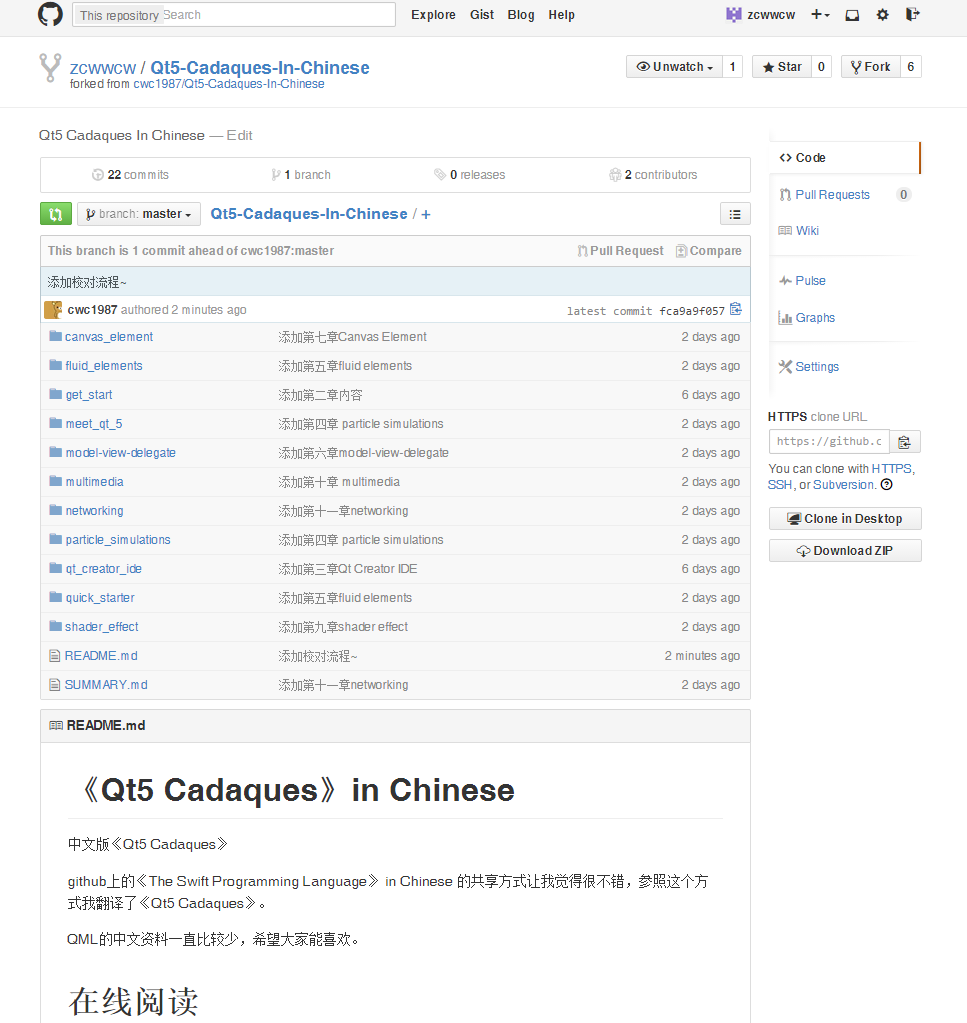 This repository Search Explore Gist Blog Help zcwwcw
zcwwcw / Qt5-Cadaques-In-Chinese Unwatch 1 Star 0 Fork 6
forked from cwc1987/Qt5-Cadaques-In-Chinese
Qt5 Cadaques In Chinese — Edit
22 commits 1 branch 0 releases 2 contributors
branch: master Qt5-Cadaques-In-Chinese / +
This branch is 1 commit ahead of cwc1987:master Pull Request Compare
添加校对流程~
cwc1987 authored 2 minutes ago latest commit fca9a9f057
canvas_element 添加第七章Canvas Element 2 days ago
fluid_elements 添加第五章fluid elements 2 days ago
get_start 添加第二章内容 6 days ago
meet_qt_5 添加第四章 particle simulations 2 days ago
model-view-delegate 添加第六章model-view-delegate 2 days ago
multimedia 添加第十章 multimedia 2 days ago
networking 添加第十一章networking 2 days ago
particle_simulations 添加第四章 particle simulations 2 days ago
qt_creator_ide 添加第三章Qt Creator IDE 6 days ago
quick_starter 添加第五章fluid elements 2 days ago
shader_effect 添加第九章shader effect 2 days ago
README.md 添加校对流程~ 2 minutes ago
SUMMARY.md 添加第十一章networking 2 days ago
README.md
《Qt5 Cadaques》in Chinese
中文版《Qt5 Cadaques》
github上的《The Swift Programming Language》 in Chinese 的共享方式让我觉得很不错，参照这个方
式我翻译了《Qt5 Cadaques》。
QML的中文资料一直比较少，希望大家能喜欢。
在线阅读
Code
Pull Requests 0
Wiki
Pulse
Graphs
Settings
HTTPS clone URL
https://github.c
You can clone with HTTPS,
SSH, or Subversion.
Clone in Desktop
Download ZIP